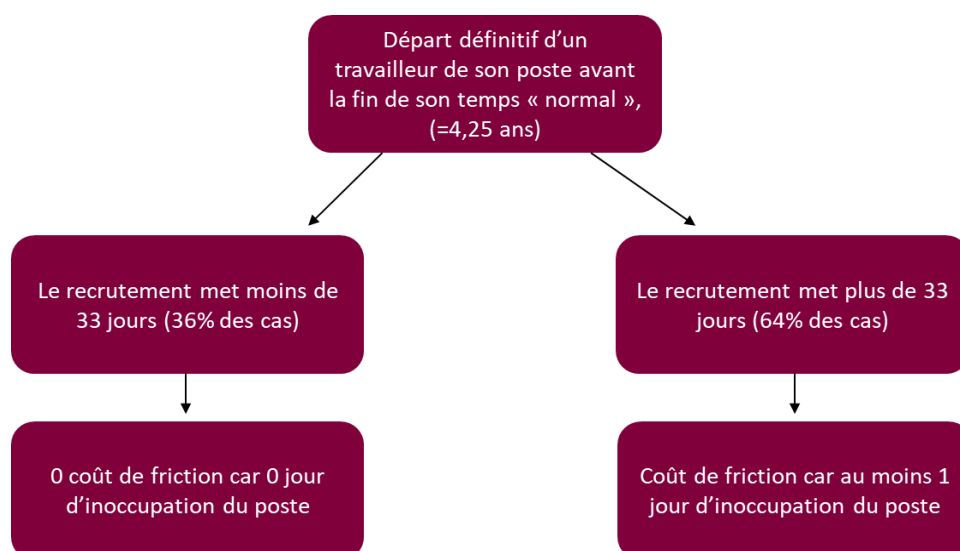 Départ définitif d’un
travailleur de son poste avant
la fin de son temps « normal »,
(=4,25 ans)
Le recrutement met moins de
33 jours (36% des cas)
Le recrutement met plus de 33
jours (64% des cas)
0 coût de friction car 0 jour
d’inoccupation du poste
Coût de friction car au moins 1
jour d’inoccupation du poste